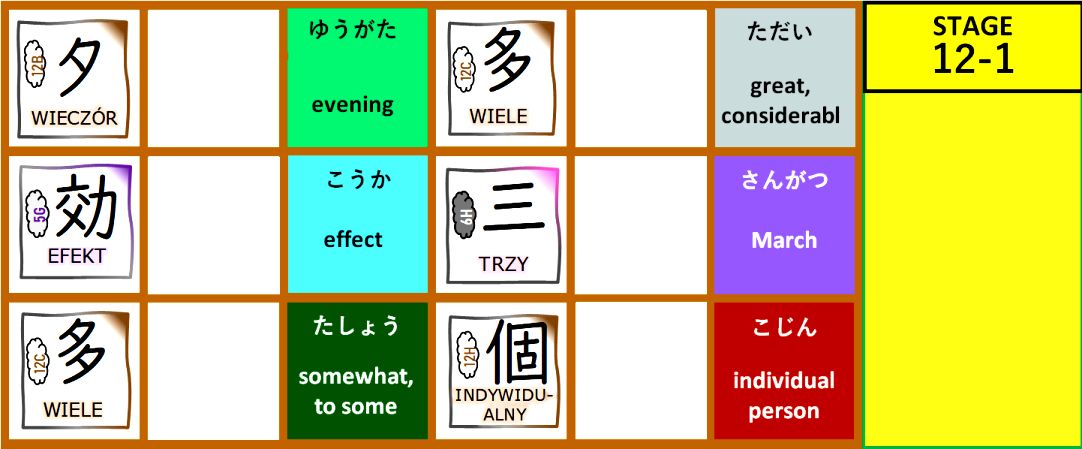 12B
夕
WIECZÓR
ゆうがた
evening
12C
多
WIELE
ただい
great,
considerabl
STAGE
12-1
5G
効
EFEKT
こうか
effect
6H
三
TRZY
さんがつ
March
12C
多
WIELE
たしょう
somewhat,
to some
12H
個
INDYWIDU-
ALNY
こじん
individual
person